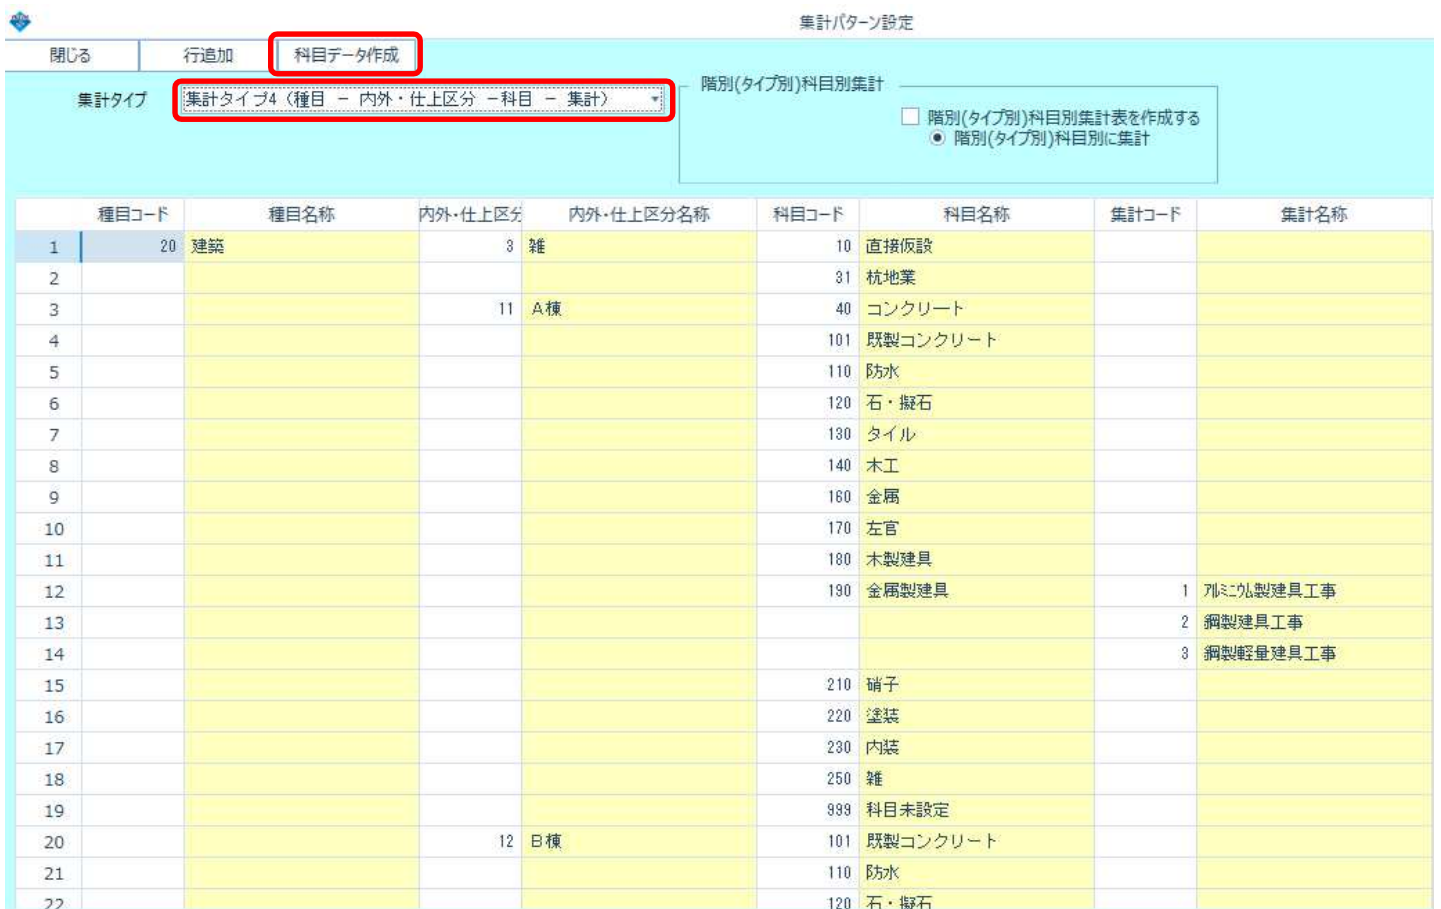 集計パターン設定
閉じる 行追加 科目データ作成
集計タイプ 集計タイプ4（種目 － 内外・仕上区分 －科目 － 集計）
階別(タイプ別)科目別集計
階別(タイプ別)科目別集計表を作成する
階別(タイプ別)科目別に集計
種目コード 種目名称 内外・仕上区分 内外・仕上区分名称 科目コード 科目名称 集計コード 集計名称
1 20 建築 3 雑 10 直接仮設
2 31 杭地業
3 11 Ａ棟 40 コンクリート
4 101 既製コンクリート
5 110 防水
6 120 石・擬石
7 130 タイル
8 140 木工
9 160 金属
10 170 左官
11 180 木製建具
12 190 金属製建具 1 ｱﾙﾐﾆｳﾑ製建具工事
13 2 鋼製建具工事
14 3 鋼製軽量建具工事
15 210 硝子
16 220 塗装
17 230 内装
18 250 雑
19 999 科目未設定
20 12 Ｂ棟 101 既製コンクリート
21 110 防水
22 120 石・擬石